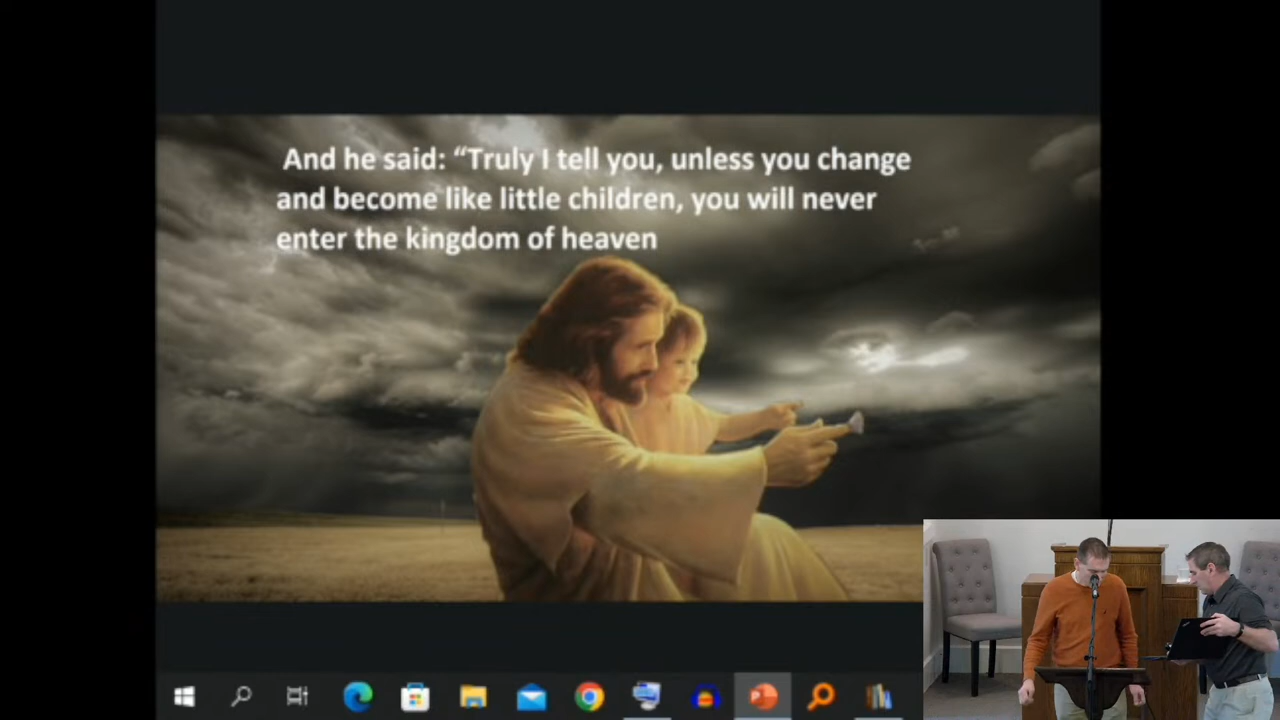 And he said: “Truly I tell you, unless you change
and become like little children, you will never
enter the kingdom of heaven